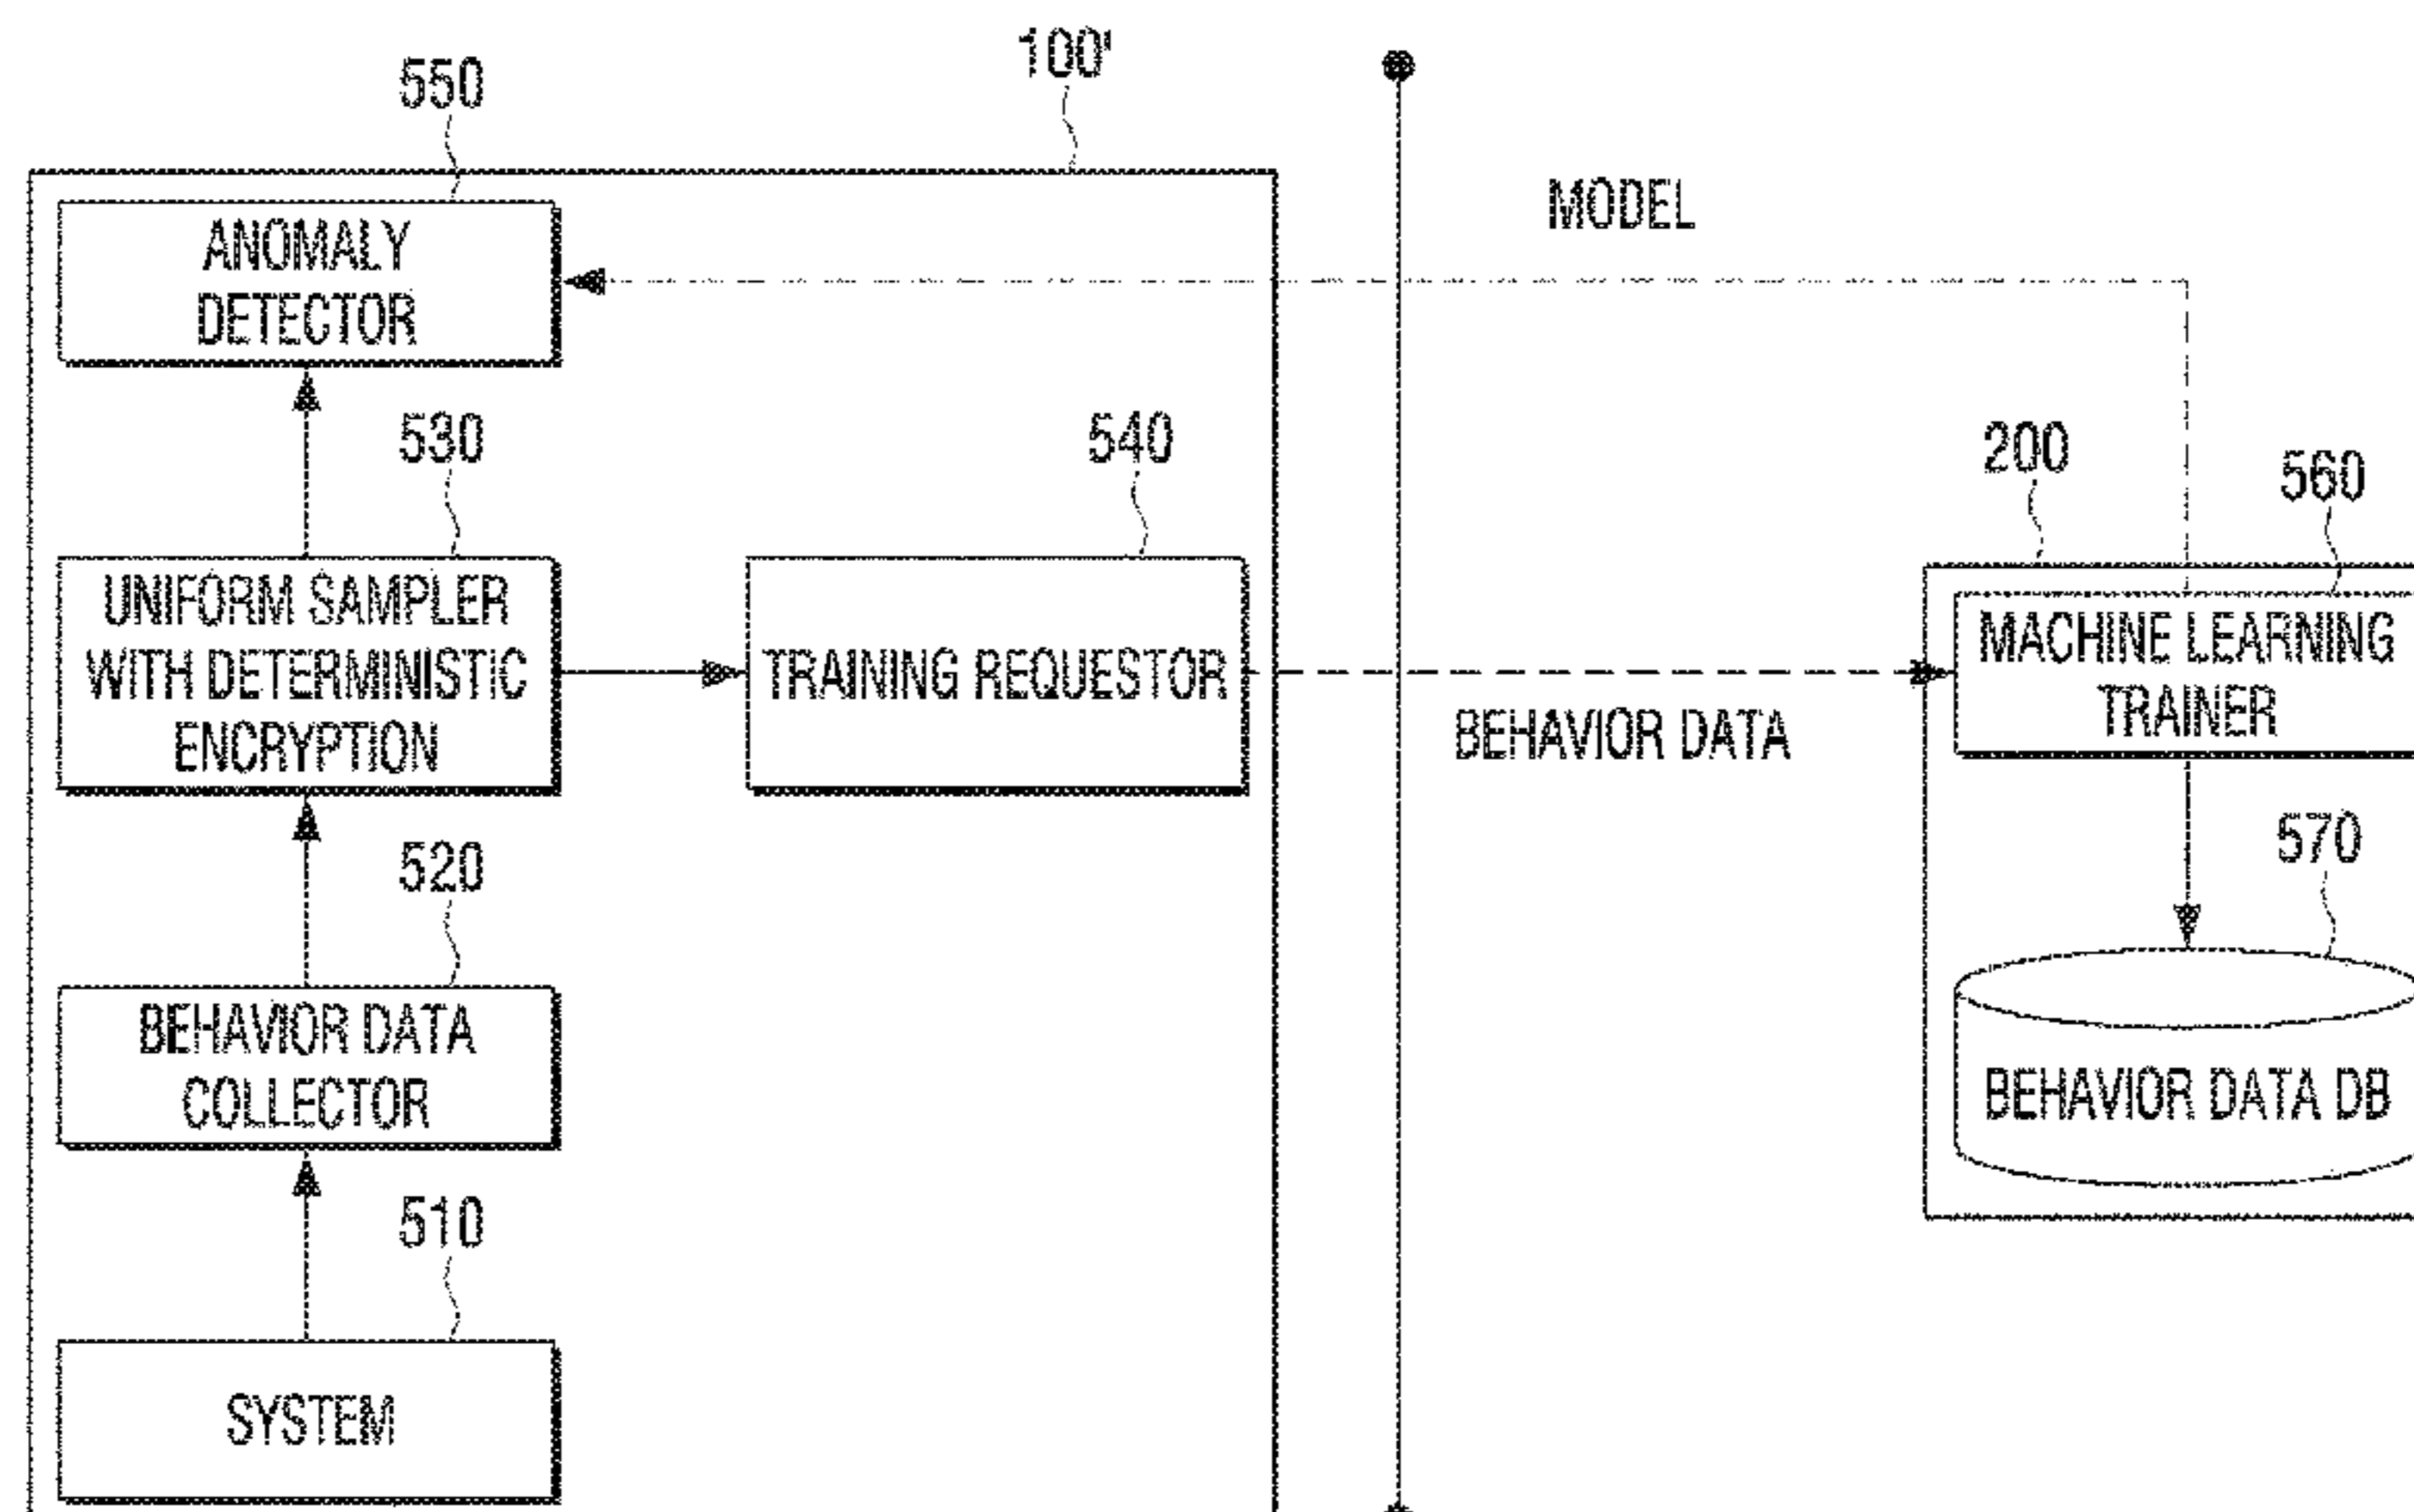 100'
550
MODEL
ANOMALY
DETECTOR
530
540
200
560
UNIFORM SAMPLER
WITH DETERMINISTIC
ENCRYPTION
TRAINING REQUESTOR
MACHINE LEARNING
TRAINER
BEHAVIOR DATA
520
570
BEHAVIOR DATA
COLLECTOR
BEHAVIOR DATA DB
510
SYSTEM